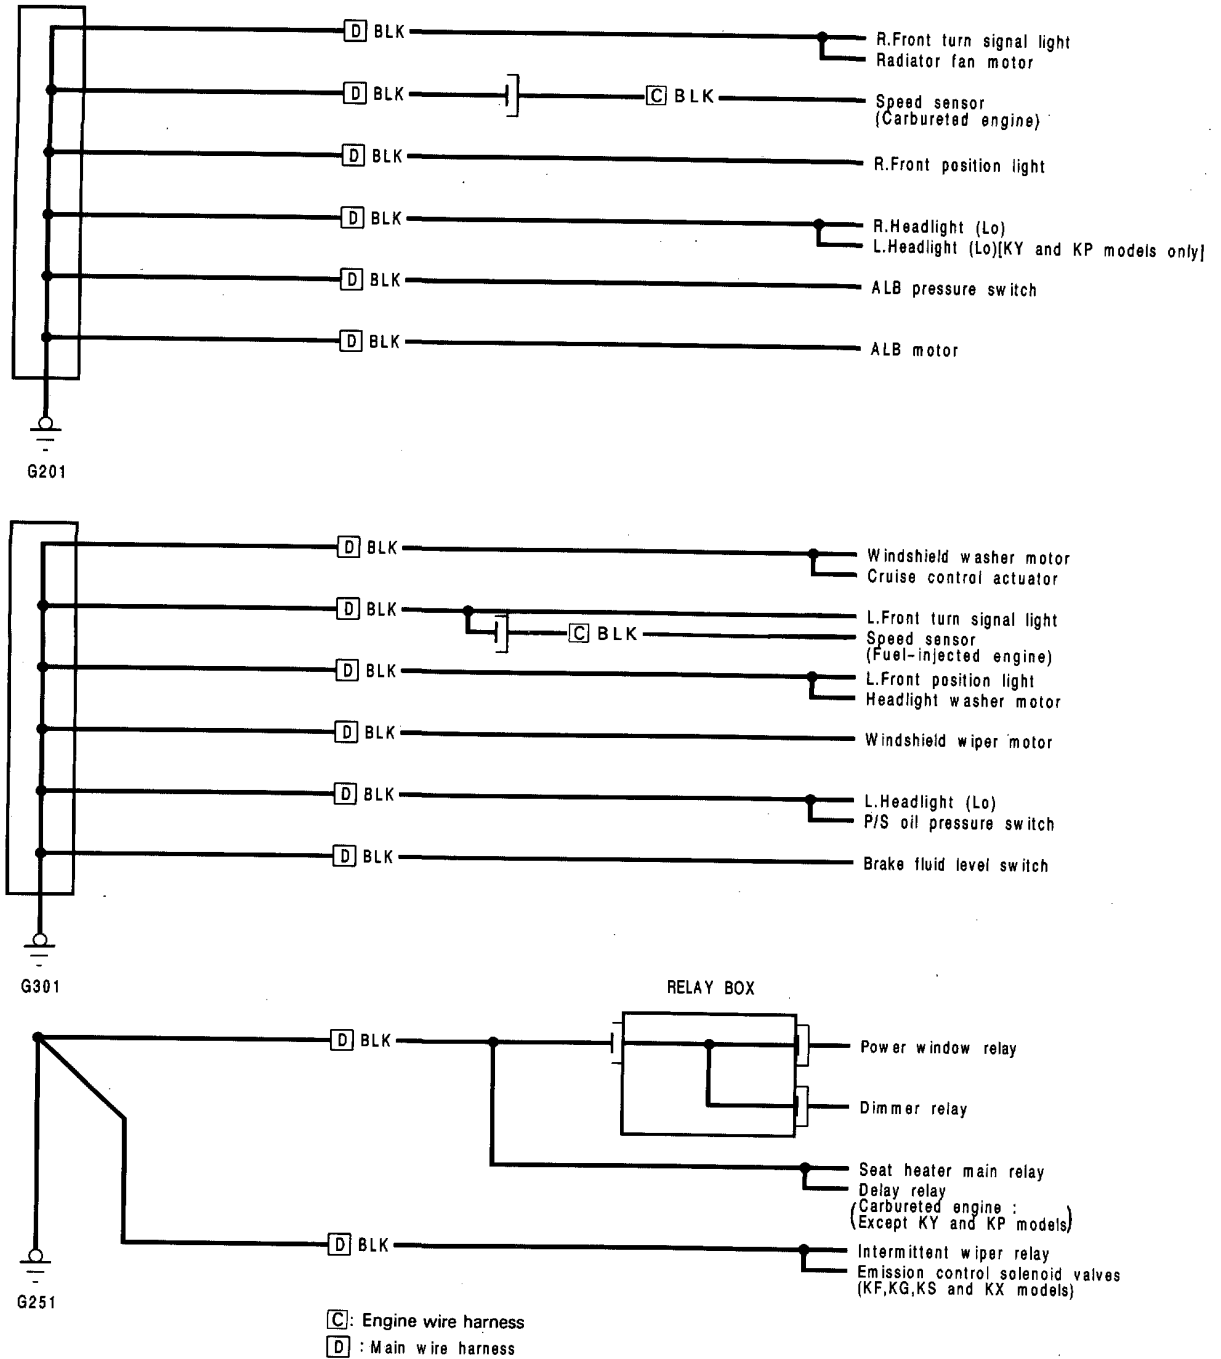 D BLK
R.Front turn signal light
Radiator fan motor
D BLK
C BLK
Speed sensor
(Carbureted engine)
D BLK
R.Front position light
D BLK
R.Headlight (Lo)
L.Headlight (Lo)[KY and KP models only]
D BLK
ALB pressure switch
D BLK
ALB motor
G201
D BLK
Windshield washer motor
Cruise control actuator
D BLK
L.Front turn signal light
C BLK
Speed sensor
(Fuel-injected engine)
D BLK
L.Front position light
Headlight washer motor
D BLK
Windshield wiper motor
D BLK
L.Headlight (Lo)
P/S oil pressure switch
D BLK
Brake fluid level switch
G301
RELAY BOX
D BLK
Power window relay
Dimmer relay
Seat heater main relay
Delay relay
(Carbureted engine :
Except KY and KP models)
D BLK
Intermittent wiper relay
Emission control solenoid valves
(KF,KG,KS and KX models)
G251
C: Engine wire harness
D : Main wire harness